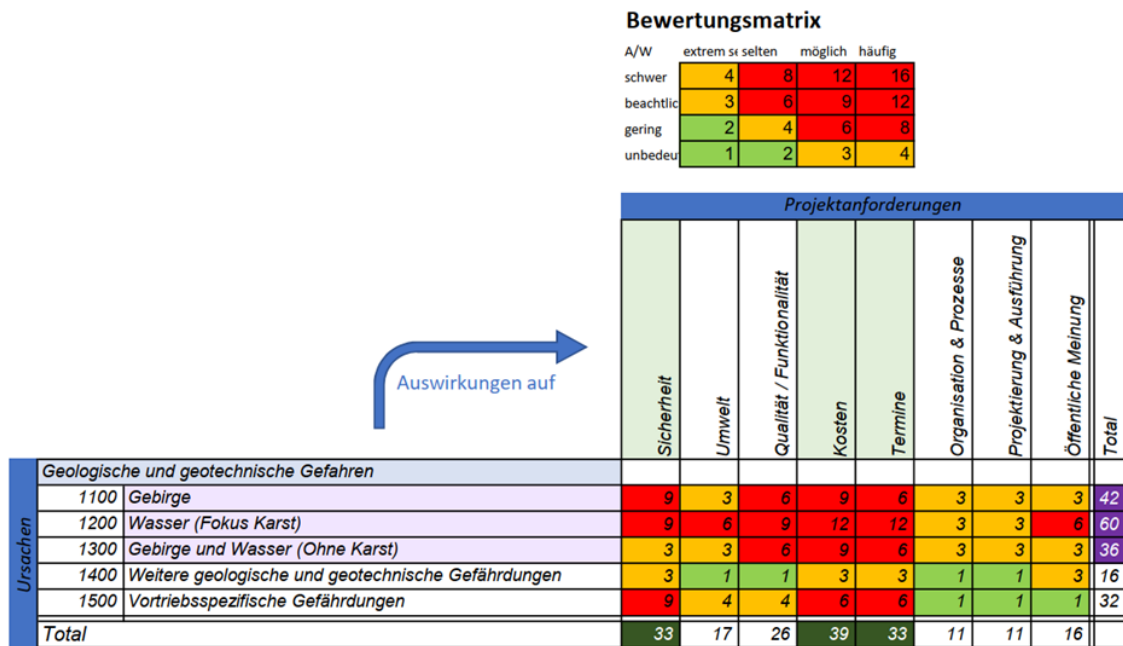 Bewertungsmatrix
A/W extrem se selten möglich häufig
schwer 4 8 12 16
beachtlic 3 6 9 12
gering 2 4 6 8
unbedeu 1 2 3 4
Projektanforderungen
Auswirkungen auf
Sicherheit
Umwelt
Qualität / Funktionalität
Kosten
Termine
Organisation & Prozesse
Projektierung & Ausführung
Öffentliche Meinung
Total
Ursachen
Geologische und geotechnische Gefahren
1100 Gebirge 9 3 6 9 6 3 3 3 42
1200 Wasser (Fokus Karst) 9 6 9 12 12 3 3 6 60
1300 Gebirge und Wasser (Ohne Karst) 3 3 6 9 6 3 3 3 36
1400 Weitere geologische und geotechnische Gefährdungen 3 1 1 3 3 1 1 3 16
1500 Vortriebsspezifische Gefährdungen 9 4 4 6 6 1 1 1 32
Total 33 17 26 39 33 11 11 16